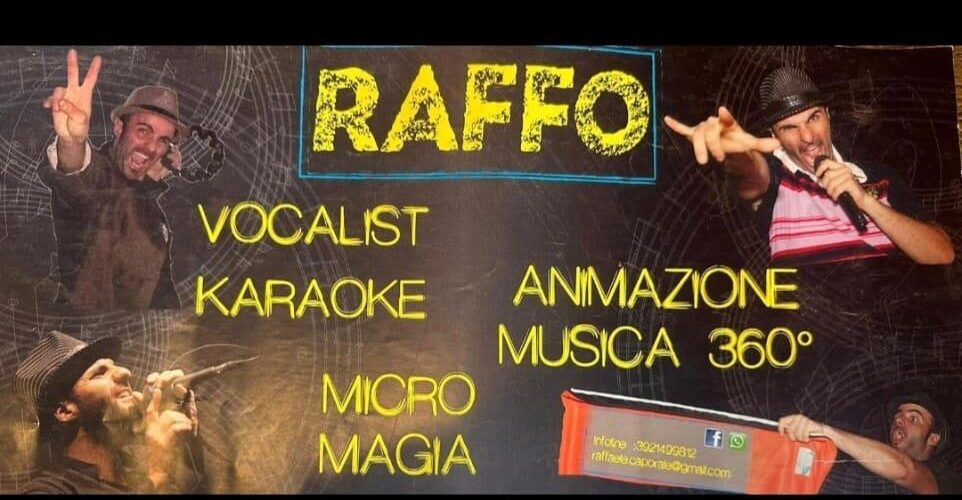 RAFFO
VOCALIST
KARAOKE
ANIMAZIONE
MUSICA 360°
MICRO
MAGIA
Infoline :3921499812
raffaele.caporale@gmail.com